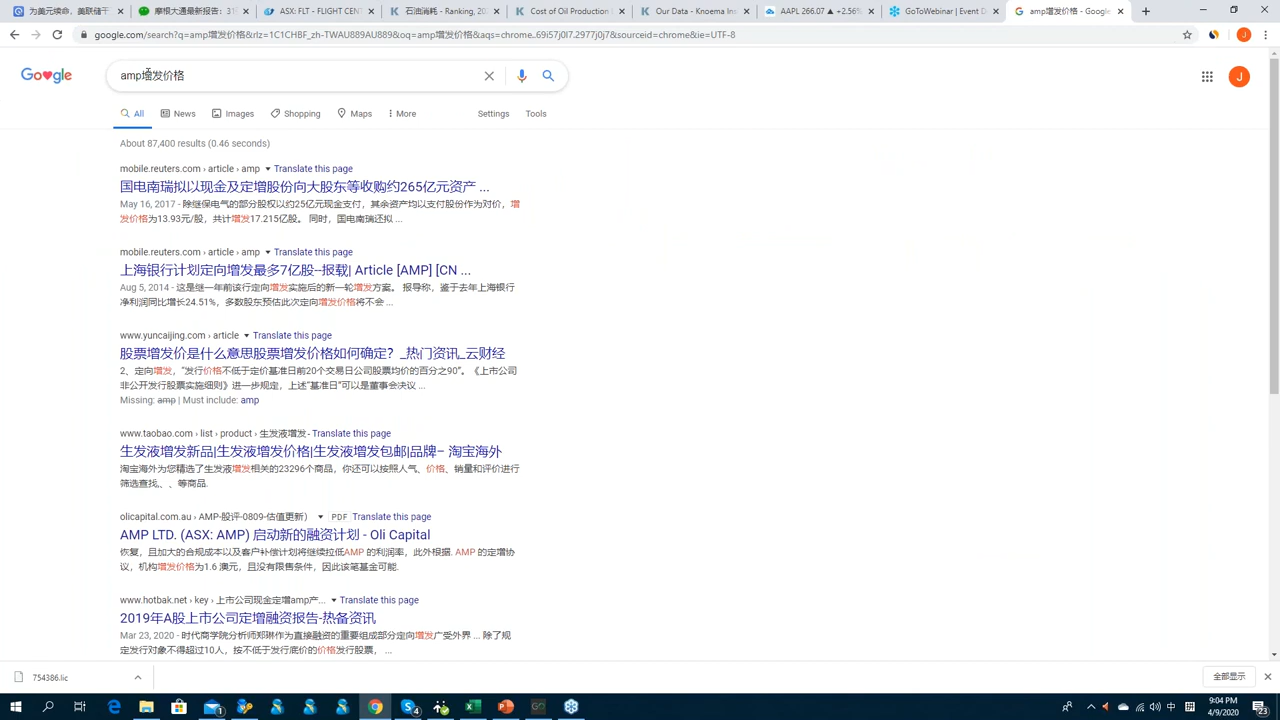 为美元续命，美联储千
摩根大通最新报告：31
ASX: FLT - FLIGHT CENT
石油消耗 - Ranking, 202
Cost of Oil Production
Our Data - Knoema Inc
AAPL 266.07 ▲ +2.56%
GoToWebinar | Event D
amp增发价格 - Google
google.com/search?q=amp增发价格&rlz=1C1CHBF_zh-TWAU889AU889&oq=amp增发价格&aqs=chrome..69i57j0l7.2977j0j7&sourceid=chrome&ie=UTF-8
J
Google
amp增发价格
J
All News Images Shopping Maps More Settings Tools
About 87,400 results (0.46 seconds)
mobile.reuters.com › article › amp ▼ Translate this page
国电南瑞拟以现金及定增股份向大股东等收购约265亿元资产 ...
May 16, 2017 - 除继保电气的部分股权以约25亿元现金支付，其余资产均以支付股份作为对价，增
发价格为13.93元/股，共计增发17.215亿股。 同时，国电南瑞还拟 ...
mobile.reuters.com › article › amp ▼ Translate this page
上海银行计划定向增发最多7亿股--报载| Article [AMP] [CN ...
Aug 5, 2014 - 这是继一年前该行定向增发实施后的新一轮增发方案。 报导称，鉴于去年上海银行
净利润同比增长24.51%，多数股东预估此次定向增发价格将不会 ...
www.yuncaijing.com › article ▼ Translate this page
股票增发价是什么意思股票增发价格如何确定？_热门资讯_云财经
2、定向增发，“发行价格不低于定价基准日前20个交易日公司股票均价的百分之90”。《上市公司
非公开发行股票实施细则》进一步规定，上述“基准日”可以是董事会决议 ...
Missing: amp | Must include: amp
www.taobao.com › list › product › 生发液增发 - Translate this page
生发液增发新品|生发液增发价格|生发液增发包邮|品牌– 淘宝海外
淘宝海外为您精选了生发液增发相关的23296个商品，你还可以按照人气、价格、销量和评价进行
筛选查找、、、等商品.
olicapital.com.au › AMP-股评-0809-估值更新） ▼ PDF Translate this page
AMP LTD. (ASX: AMP) 启动新的融资计划 - Oli Capital
恢复，且加大的合规成本以及客户补偿计划将继续拉低AMP 的利润率，此外根据. AMP 的定增协
议，机构增发价格为1.6 澳元，且没有限售条件，因此该笔基金可能.
www.hotbak.net › key › 上市公司现金定增amp产... ▼ Translate this page
2019年A股上市公司定增融资报告-热备资讯
Mar 23, 2020 - 时代商学院分析师郑琳作为直接融资的重要组成部分定向增发广受外界 ... 除了规
定发行对象不得超过10人，按不低于发行底价的价格发行股票， ...
754386.lic
全部显示
中
9:04 PM
4/9/2020
23